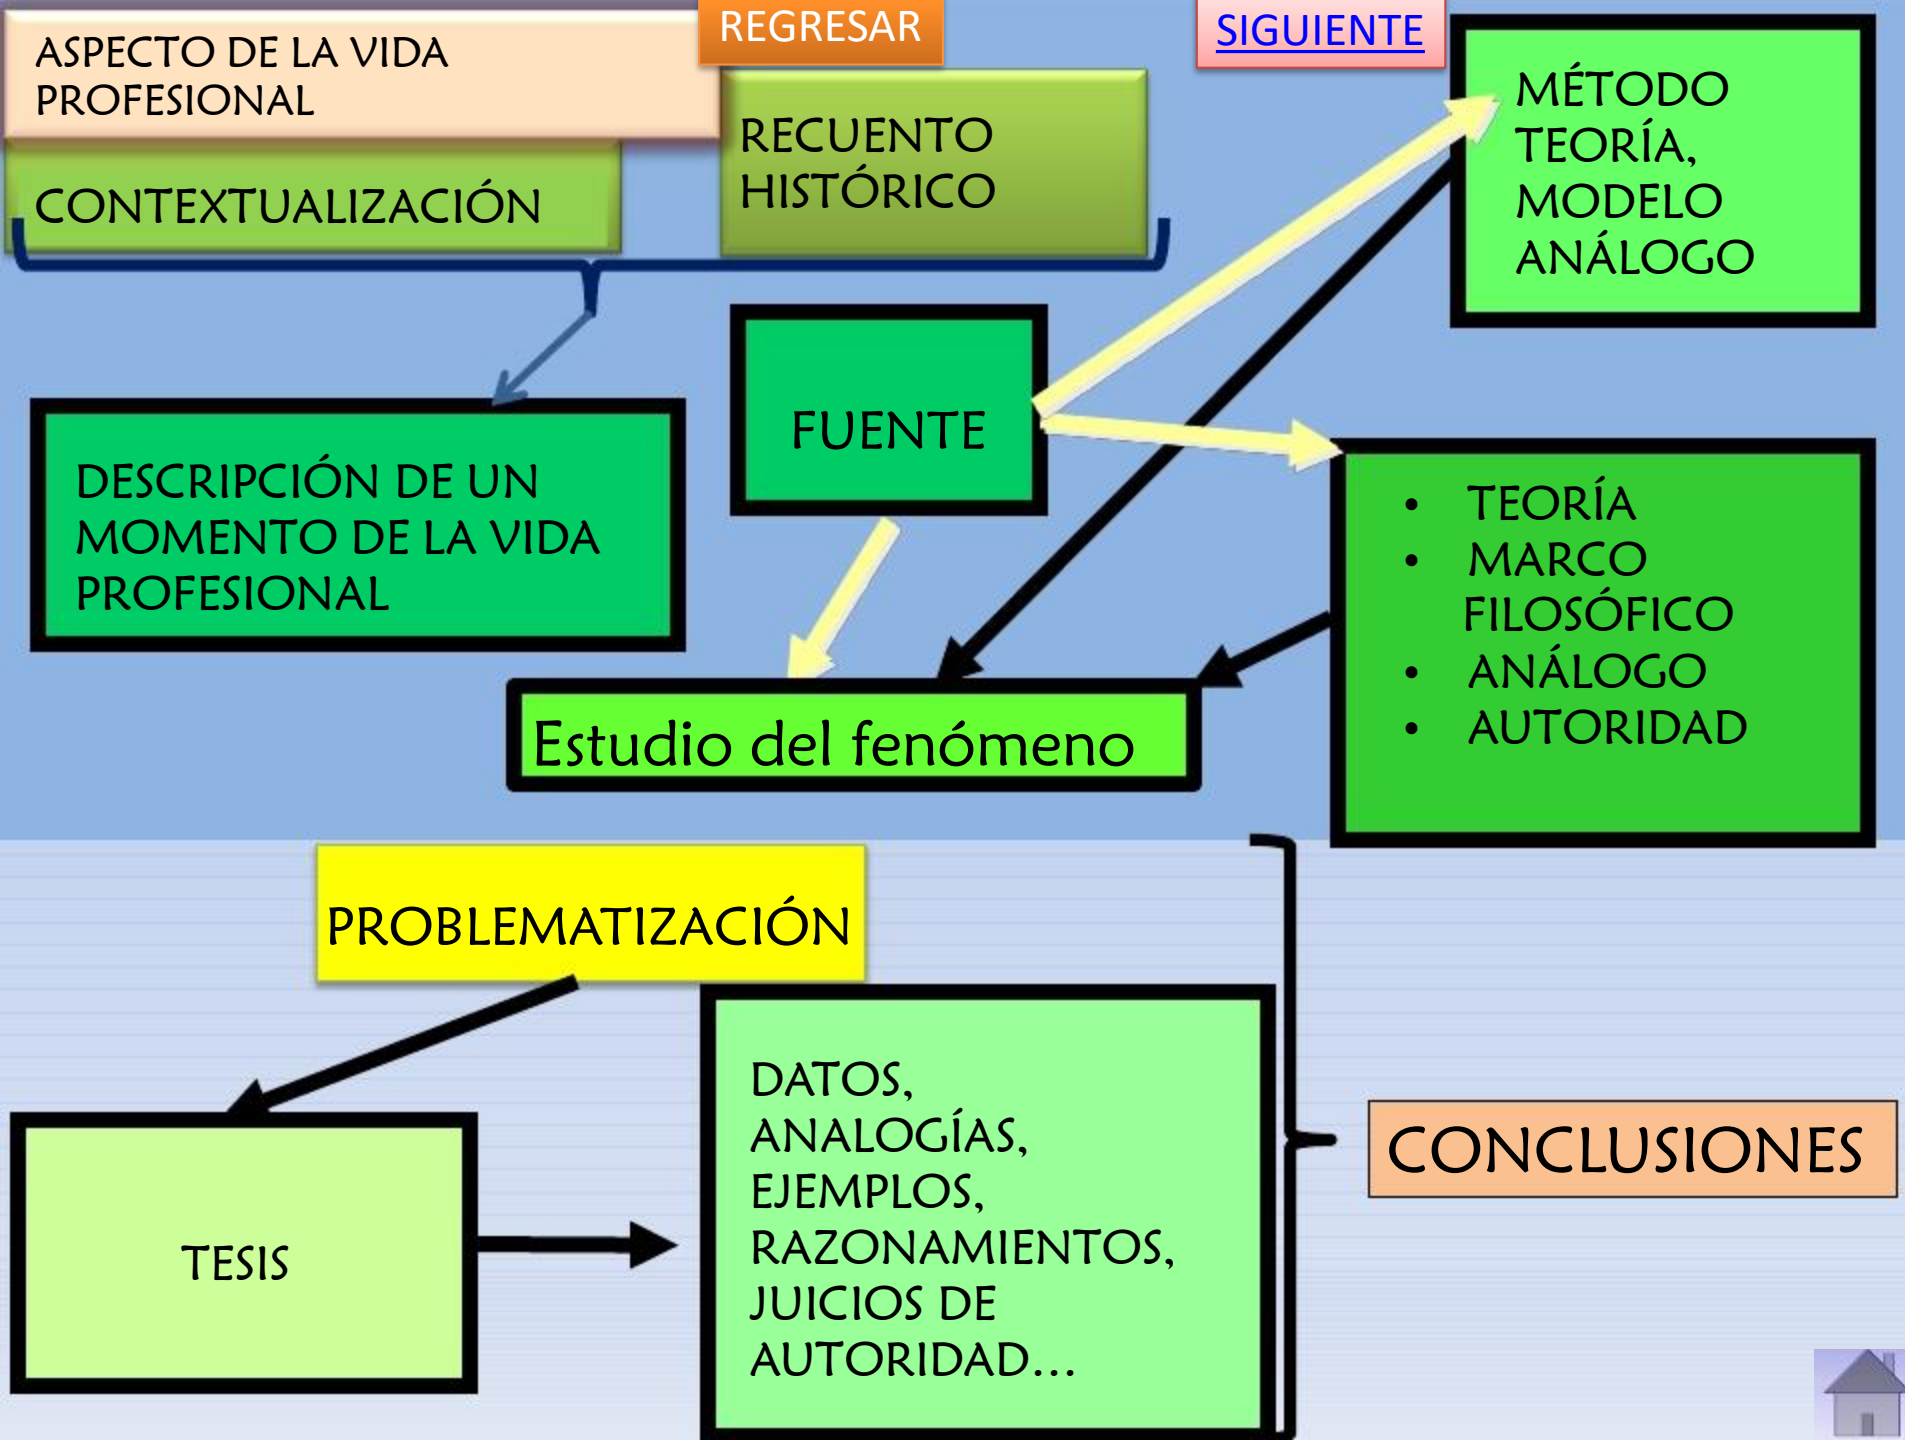 REGRESAR
SIGUIENTE
ASPECTO DE LA VIDA
PROFESIONAL
CONTEXTUALIZACIÓN
RECUENTO
HISTÓRICO
MÉTODO
TEORÍA,
MODELO
ANÁLOGO
FUENTE
DESCRIPCIÓN DE UN
MOMENTO DE LA VIDA
PROFESIONAL
• TEORÍA
• MARCO
FILOSÓFICO
• ANÁLOGO
• AUTORIDAD
Estudio del fenómeno
PROBLEMATIZACIÓN
TESIS
DATOS,
ANALOGÍAS,
EJEMPLOS,
RAZONAMIENTOS,
JUICIOS DE
AUTORIDAD...
CONCLUSIONES